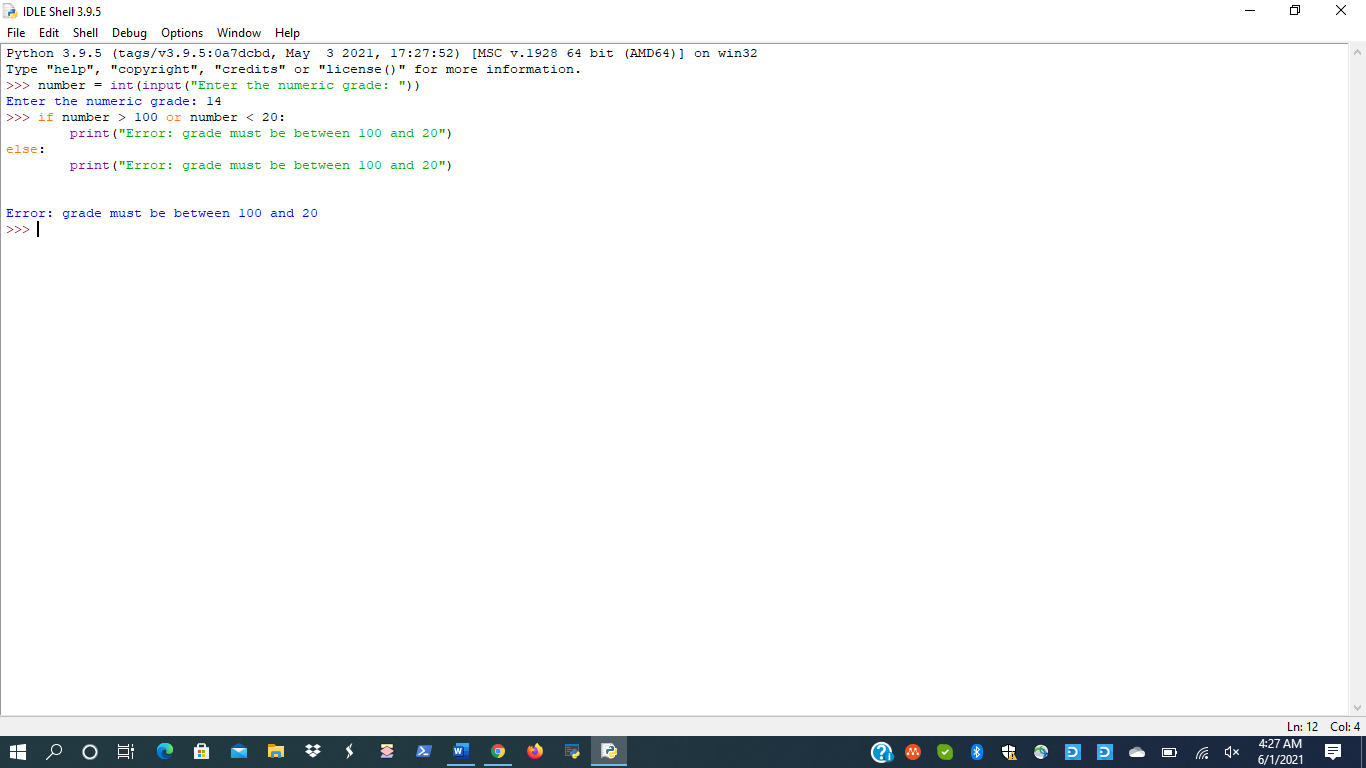 IDLE Shell 3.9.5
File Edit Shell Debug Options Window Help
Python 3.9.5 (tags/v3.9.5:0a7dcbd, May  3 2021, 17:27:52) [MSC v.1928 64 bit (AMD64)] on win32
Type "help", "copyright", "credits" or "license()" for more information.
>>> number = int(input("Enter the numeric grade: "))
Enter the numeric grade: 14
>>> if number > 100 or number < 20:
        print("Error: grade must be between 100 and 20")
else:
        print("Error: grade must be between 100 and 20")
Error: grade must be between 100 and 20
>>>
Ln: 12 Col: 4
4:27 AM
6/1/2021